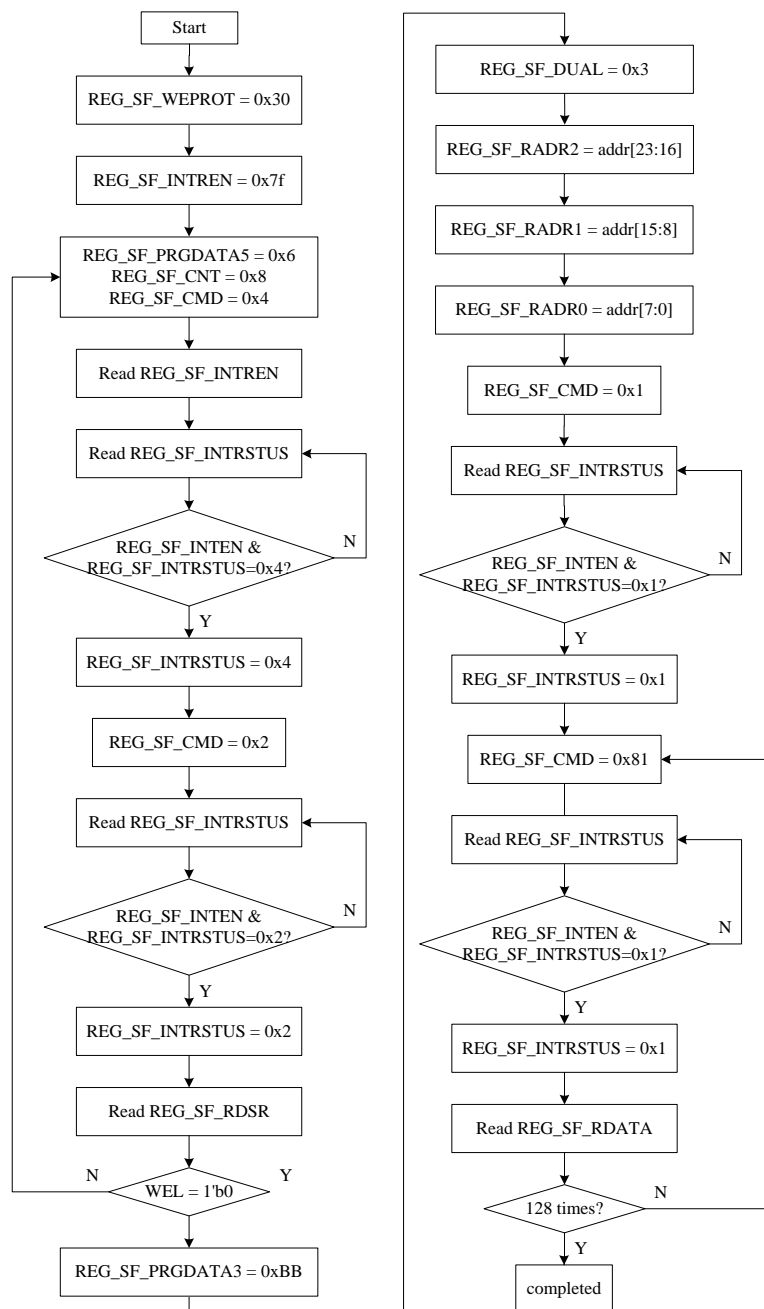 Start
REG_SF_WEPROT = 0x30
REG_SF_INTREN = 0x7f
REG_SF_PRGDATA5 = 0x6
REG_SF_CNT = 0x8
REG_SF_CMD = 0x4
Read REG_SF_INTREN
Read REG_SF_INTRSTUS
REG_SF_INTEN &
REG_SF_INTRSTUS=0x4?
N
Y
REG_SF_INTRSTUS = 0x4
REG_SF_CMD = 0x2
Read REG_SF_INTRSTUS
REG_SF_INTEN &
REG_SF_INTRSTUS=0x2?
N
Y
REG_SF_INTRSTUS = 0x2
Read REG_SF_RDSR
N
WEL = 1'b0
Y
REG_SF_PRGDATA3 = 0xBB
REG_SF_DUAL = 0x3
REG_SF_RADR2 = addr[23:16]
REG_SF_RADR1 = addr[15:8]
REG_SF_RADR0 = addr[7:0]
REG_SF_CMD = 0x1
Read REG_SF_INTRSTUS
REG_SF_INTEN &
REG_SF_INTRSTUS=0x1?
N
Y
REG_SF_INTRSTUS = 0x1
REG_SF_CMD = 0x81
Read REG_SF_INTRSTUS
REG_SF_INTEN &
REG_SF_INTRSTUS=0x1?
N
Y
REG_SF_INTRSTUS = 0x1
Read REG_SF_RDATA
128 times?
N
Y
completed